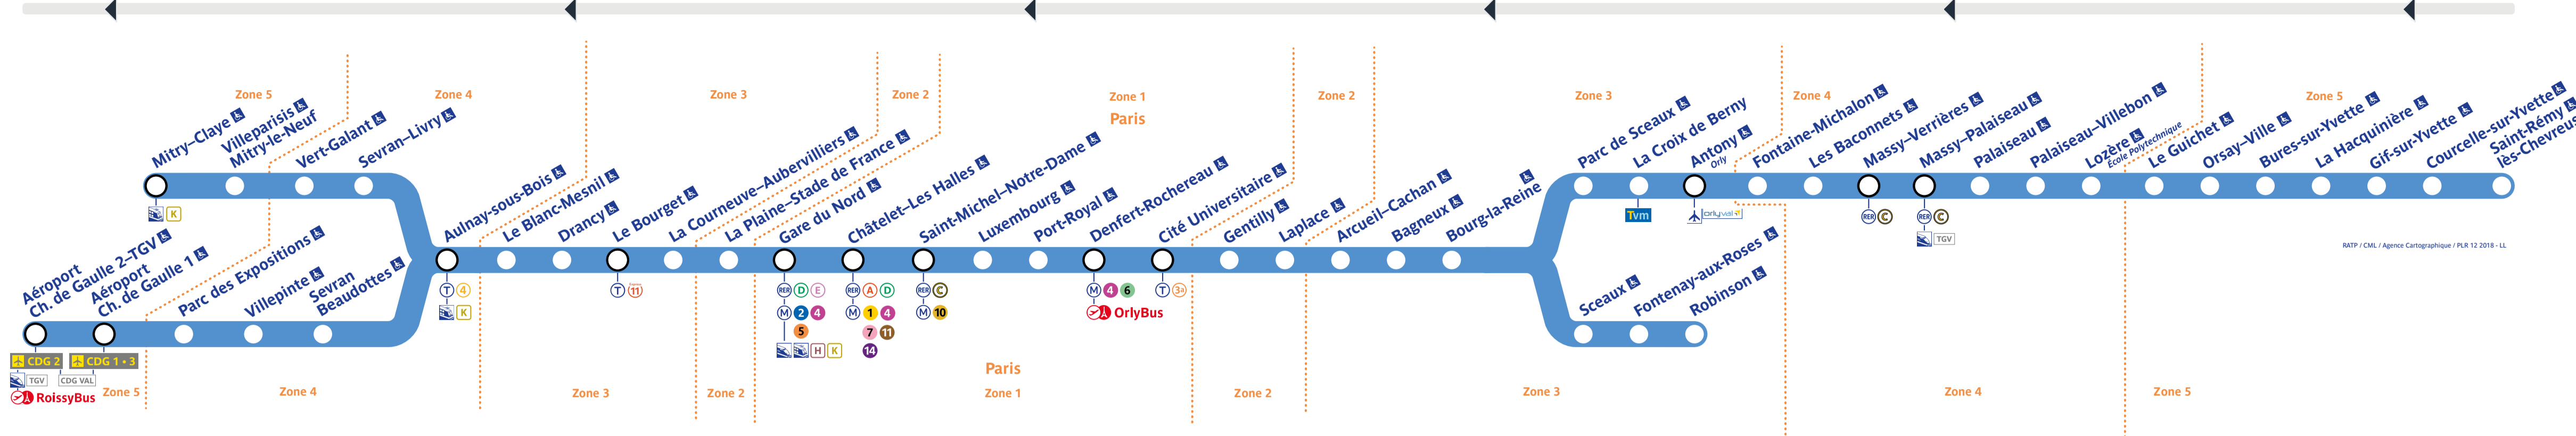 Zone 5
Zone 4
Zone 3
Zone 2
Zone 1
Paris
Zone 2
Zone 3
Zone 4
Zone 5
Mitry–Claye
Villeparisis
Mitry-le-Neuf
Vert-Galant
Sevran–Livry
K
Aéroport
Ch. de Gaulle 2–TGV
Aéroport
Ch. de Gaulle 1
Parc des Expositions
Villepinte
Sevran
Beaudottes
CDG 2
CDG 1 • 3
TGV
CDG VAL
RoissyBus
Aulnay-sous-Bois
T 4
K
Le Blanc-Mesnil
Drancy
Le Bourget
T 11
La Courneuve–Aubervilliers
La Plaine–Stade de France
Gare du Nord
RER D E
M 2 4
5
H K
Châtelet–Les Halles
RER A D
M 1 4
7 11
14
Saint-Michel–Notre-Dame
RER C
M 10
Luxembourg
Port-Royal
Denfert-Rochereau
M 4 6
OrlyBus
Cité Universitaire
T 3a
Gentilly
Laplace
Arcueil–Cachan
Bagneux
Bourg-la-Reine
Parc de Sceaux
La Croix de Berny
Tvm
Antony
Orly
orlyval
Fontaine-Michalon
Les Baconnets
Massy–Verrières
RER C
Massy–Palaiseau
RER C
TGV
Palaiseau
Palaiseau–Villebon
Lozère
École Polytechnique
Le Guichet
Orsay–Ville
Bures-sur-Yvette
La Hacquinière
Gif-sur-Yvette
Courcelle-sur-Yvette
Saint-Rémy
lès-Chevreuse
Sceaux
Fontenay-aux-Roses
Robinson
RATP / CML / Agence Cartographique / PLR 12 2018 - LL
Zone 5
Zone 4
Zone 3
Zone 2
Paris
Zone 1
Zone 2
Zone 3
Zone 4
Zone 5